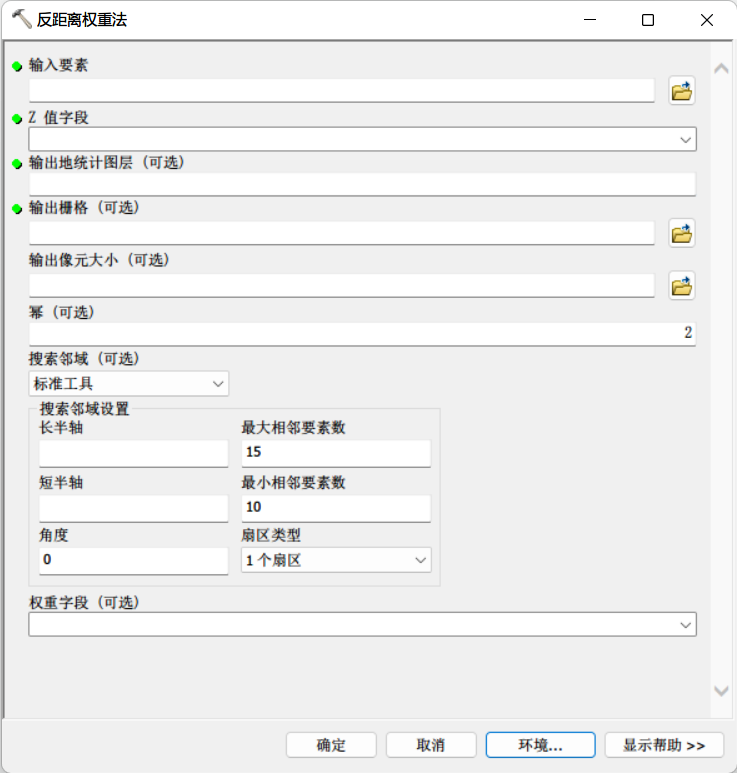 反距离权重法
输入要素
Z 值字段
输出地统计图层 (可选)
输出栅格 (可选)
输出像元大小 (可选)
幂 (可选)
2
搜索邻域 (可选)
标准工具
搜索邻域设置
长半轴
最大相邻要素数
15
短半轴
最小相邻要素数
10
角度
扇区类型
0
1 个扇区
权重字段 (可选)
确定
取消
环境...
显示帮助 >>